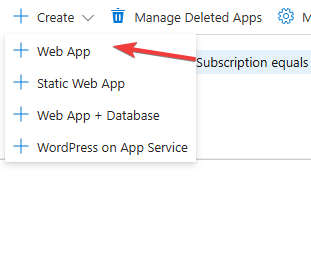 Create Manage Deleted Apps M
Web App
Subscription equals
Static Web App
Web App + Database
WordPress on App Service